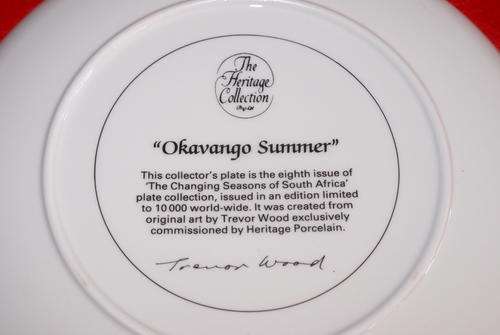 The
Heritage
Collection
(Pty) Ltd
"Okavango Summer"
This collector's plate is the eighth issue of
'The Changing Seasons of South Africa'
plate collection, issued in an edition limited
to 10 000 world-wide. It was created from
original art by Trevor Wood exclusively
commissioned by Heritage Porcelain.
Trevor Wood.